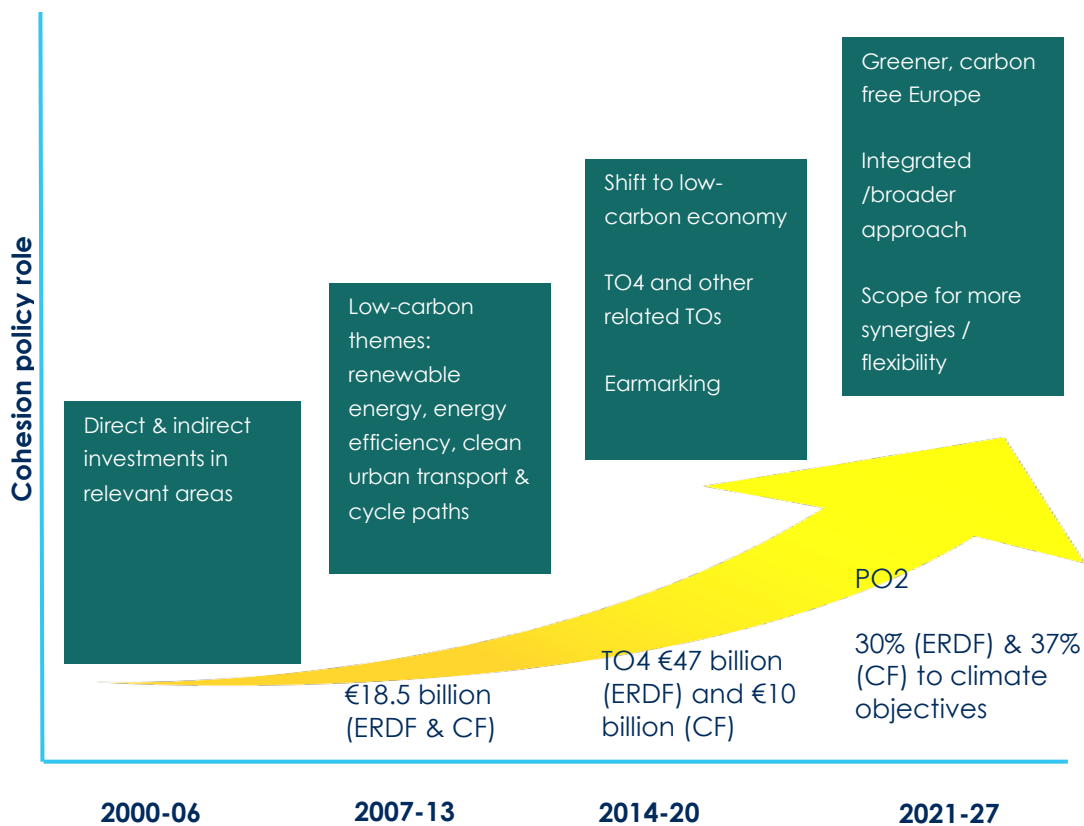 Cohesion policy role
Direct & indirect
investments in
relevant areas
Low-carbon
themes:
renewable
energy, energy
efficiency, clean
urban transport &
cycle paths
Shift to low-
carbon economy
TO4 and other
related TOs
Earmarking
Greener, carbon
free Europe
Integrated
/broader
approach
Scope for more
synergies /
flexibility
€18.5 billion
(ERDF & CF)
TO4 €47 billion
(ERDF) and €10
billion (CF)
PO2
30% (ERDF) & 37%
(CF) to climate
objectives
2000-06
2007-13
2014-20
2021-27